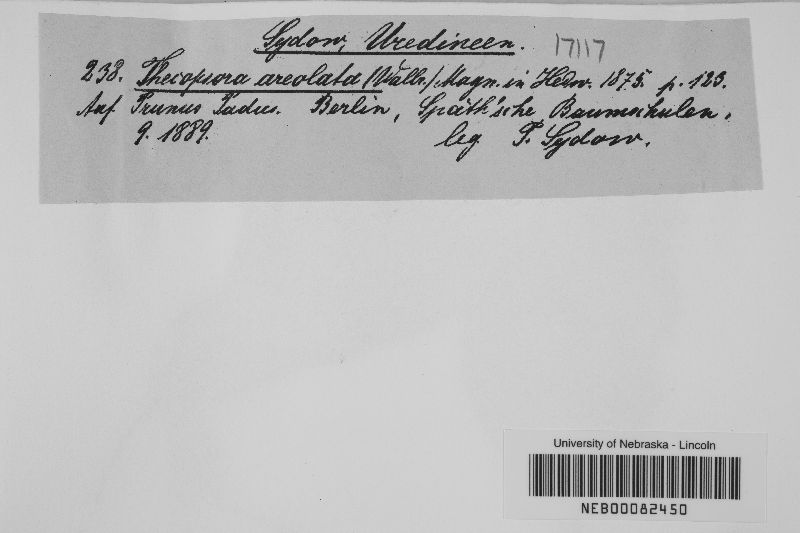 Sydow, Uredineen. 17117
238. Thecopsora areolata (Wallr.) Magn. in Hedw. 1875. p. 123.
Auf Prunus Padus. Berlin, Späth'sche Baumschulen.
9. 1889. leg P. Sydow.
University of Nebraska - Lincoln
NEB00082450